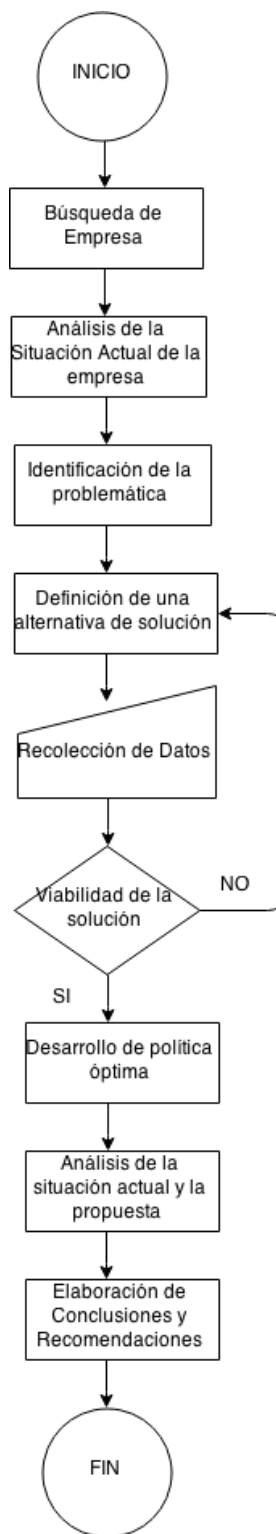 INICIO
Búsqueda de
Empresa
Análisis de la
Situación Actual de la
empresa
Identificación de la
problemática
Definición de una
alternativa de solución
Recolección de Datos
Viabilidad de la
solución
NO
SI
Desarrollo de política
óptima
Análisis de la
situación actual y la
propuesta
Elaboración de
Conclusiones y
Recomendaciones
FIN